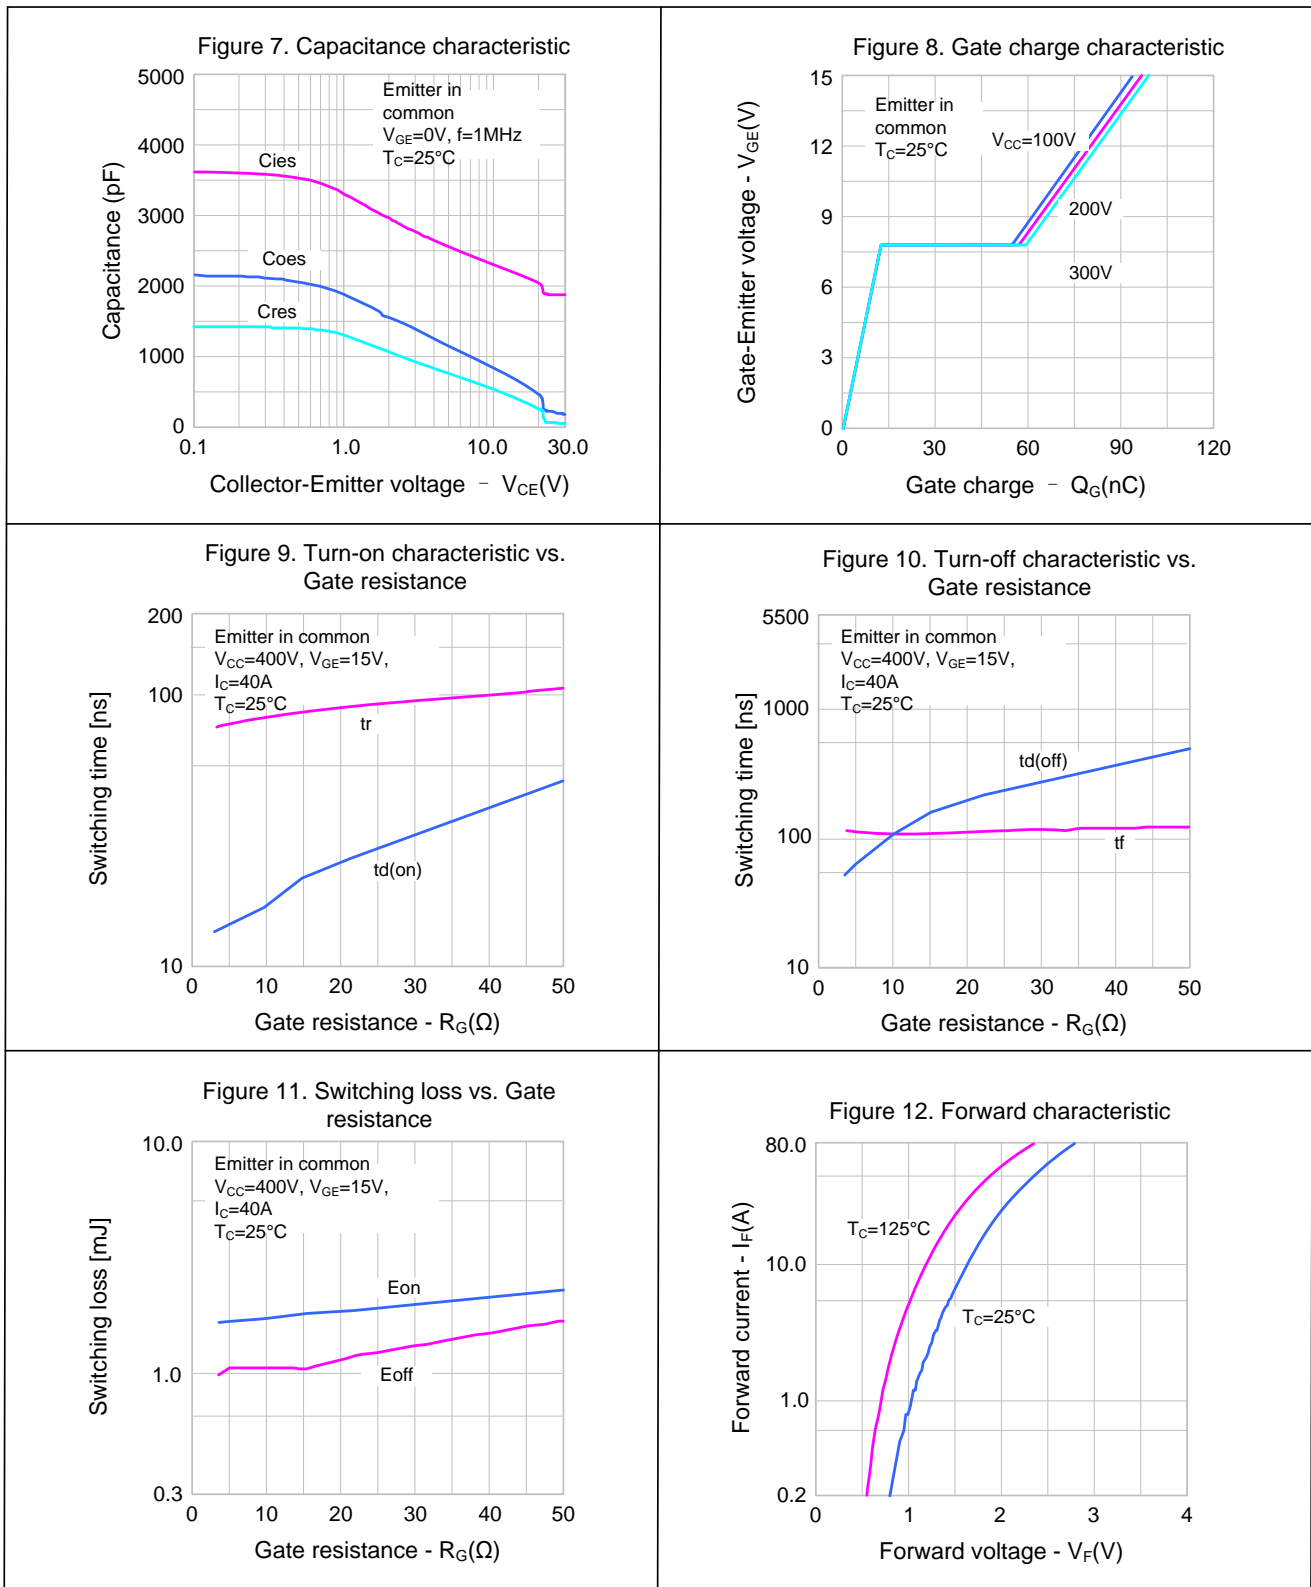 Figure 7. Capacitance characteristic
5000
4000
3000
2000
1000
0
Capacitance (pF)
Emitter in
common
VGE=0V, f=1MHz
TC=25°C
Cies
Coes
Cres
0.1
1.0
10.0
30.0
Collector-Emitter voltage – VCE(V)
Figure 8. Gate charge characteristic
15
12
9
6
3
0
Gate-Emitter voltage - VGE(V)
Emitter in
common
TC=25°C
VCC=100V
200V
300V
0
30
60
90
120
Gate charge – QG(nC)
Figure 9. Turn-on characteristic vs.
Gate resistance
200
100
10
Switching time [ns]
Emitter in common
VCC=400V, VGE=15V,
IC=40A
TC=25°C
tr
td(on)
0
10
20
30
40
50
Gate resistance - RG(Ω)
Figure 10. Turn-off characteristic vs.
Gate resistance
5500
1000
100
10
Switching time [ns]
Emitter in common
VCC=400V, VGE=15V,
IC=40A
TC=25°C
td(off)
tf
0
10
20
30
40
50
Gate resistance - RG(Ω)
Figure 11. Switching loss vs. Gate
resistance
10.0
1.0
0.3
Switching loss [mJ]
Emitter in common
VCC=400V, VGE=15V,
IC=40A
TC=25°C
Eon
Eoff
0
10
20
30
40
50
Gate resistance - RG(Ω)
Figure 12. Forward characteristic
80.0
10.0
1.0
0.2
Forward current - IF(A)
TC=125°C
TC=25°C
0
1
2
3
4
Forward voltage - VF(V)